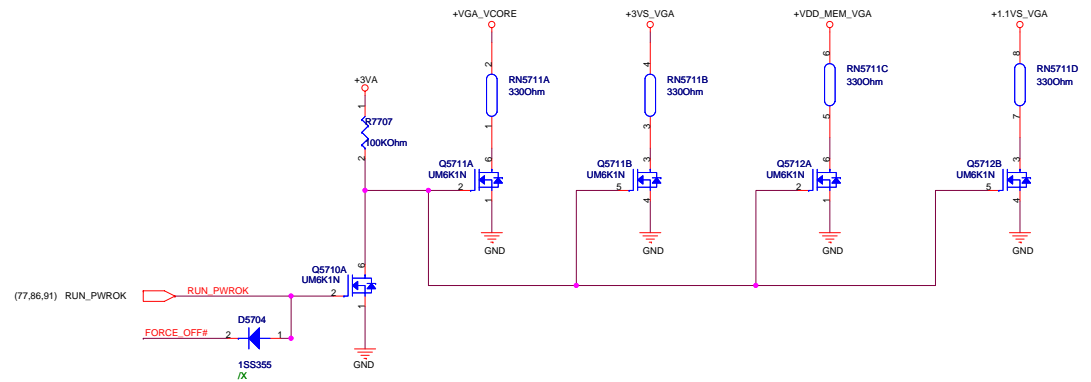 +VGA_VCORE
+3VS_VGA
+VDD_MEM_VGA
+1.1VS_VGA
2
4
6
8
+3VA
RN5711A
330Ohm
RN5711B
330Ohm
RN5711C
330Ohm
RN5711D
330Ohm
1
R7707
100KOhm
2
1
3
5
7
Q5711A
UM6K1N
6
2
1
Q5711B
UM6K1N
3
5
4
Q5712A
UM6K1N
6
2
1
Q5712B
UM6K1N
3
5
4
GND
GND
GND
GND
Q5710A
UM6K1N
6
2
1
(77,86,91) RUN_PWROK
RUN_PWROK
D5704
FORCE_OFF#
2
1
1SS355
/X
GND